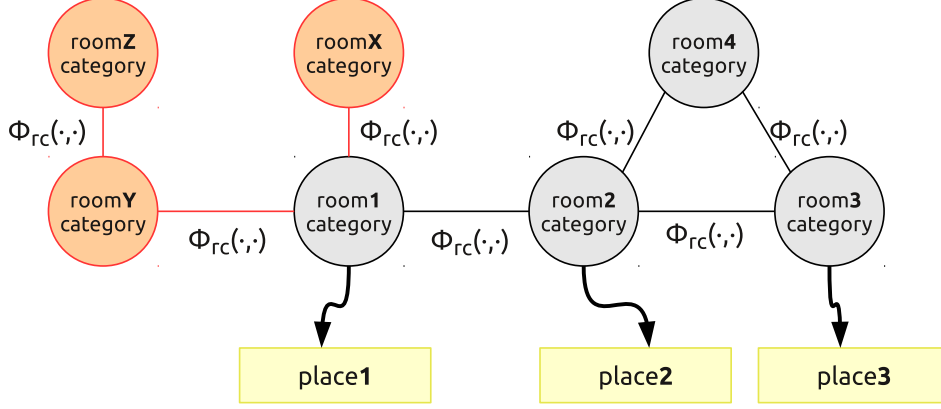 roomZ
category
roomX
category
room4
category
Φrc(·,·)
Φrc(·,·)
Φrc(·,·)
Φrc(·,·)
roomY
category
room1
category
room2
category
room3
category
Φrc(·,·)
Φrc(·,·)
Φrc(·,·)
place1
place2
place3